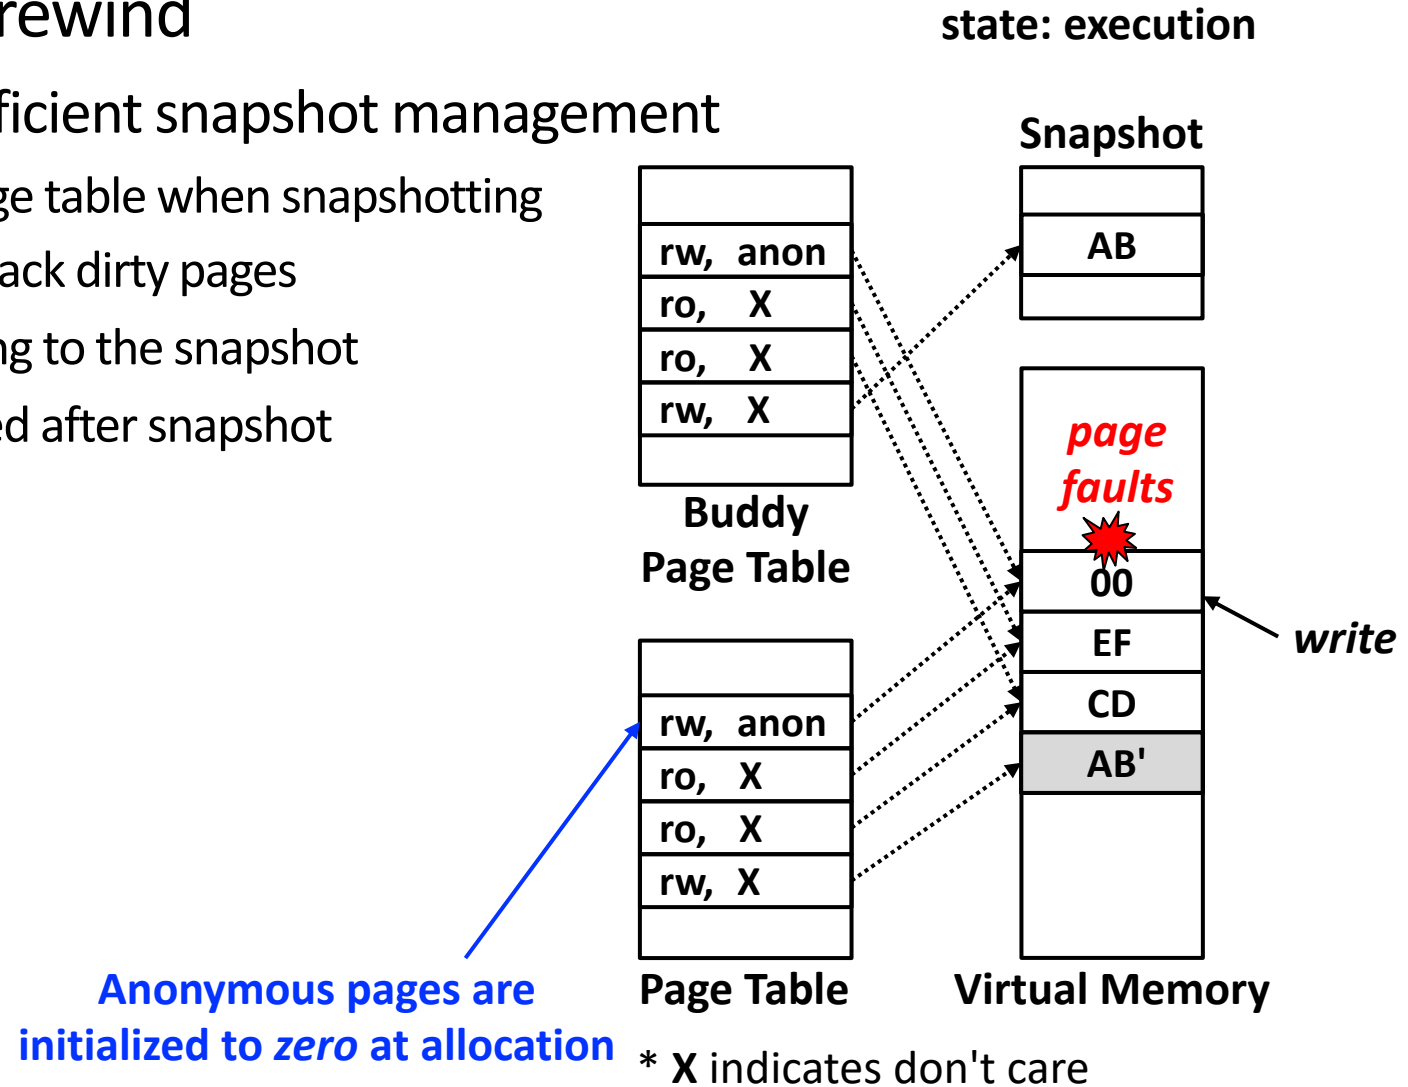 rewind
state: execution
ficient snapshot management
ge table when snapshotting
ack dirty pages
ng to the snapshot
ed after snapshot
Snapshot
AB
rw, anon
ro, X
ro, X
rw, X
Buddy
Page Table
page
faults
00
EF
CD
AB'
write
rw, anon
ro, X
ro, X
rw, X
Page Table
Virtual Memory
Anonymous pages are
initialized to zero at allocation
* X indicates don't care